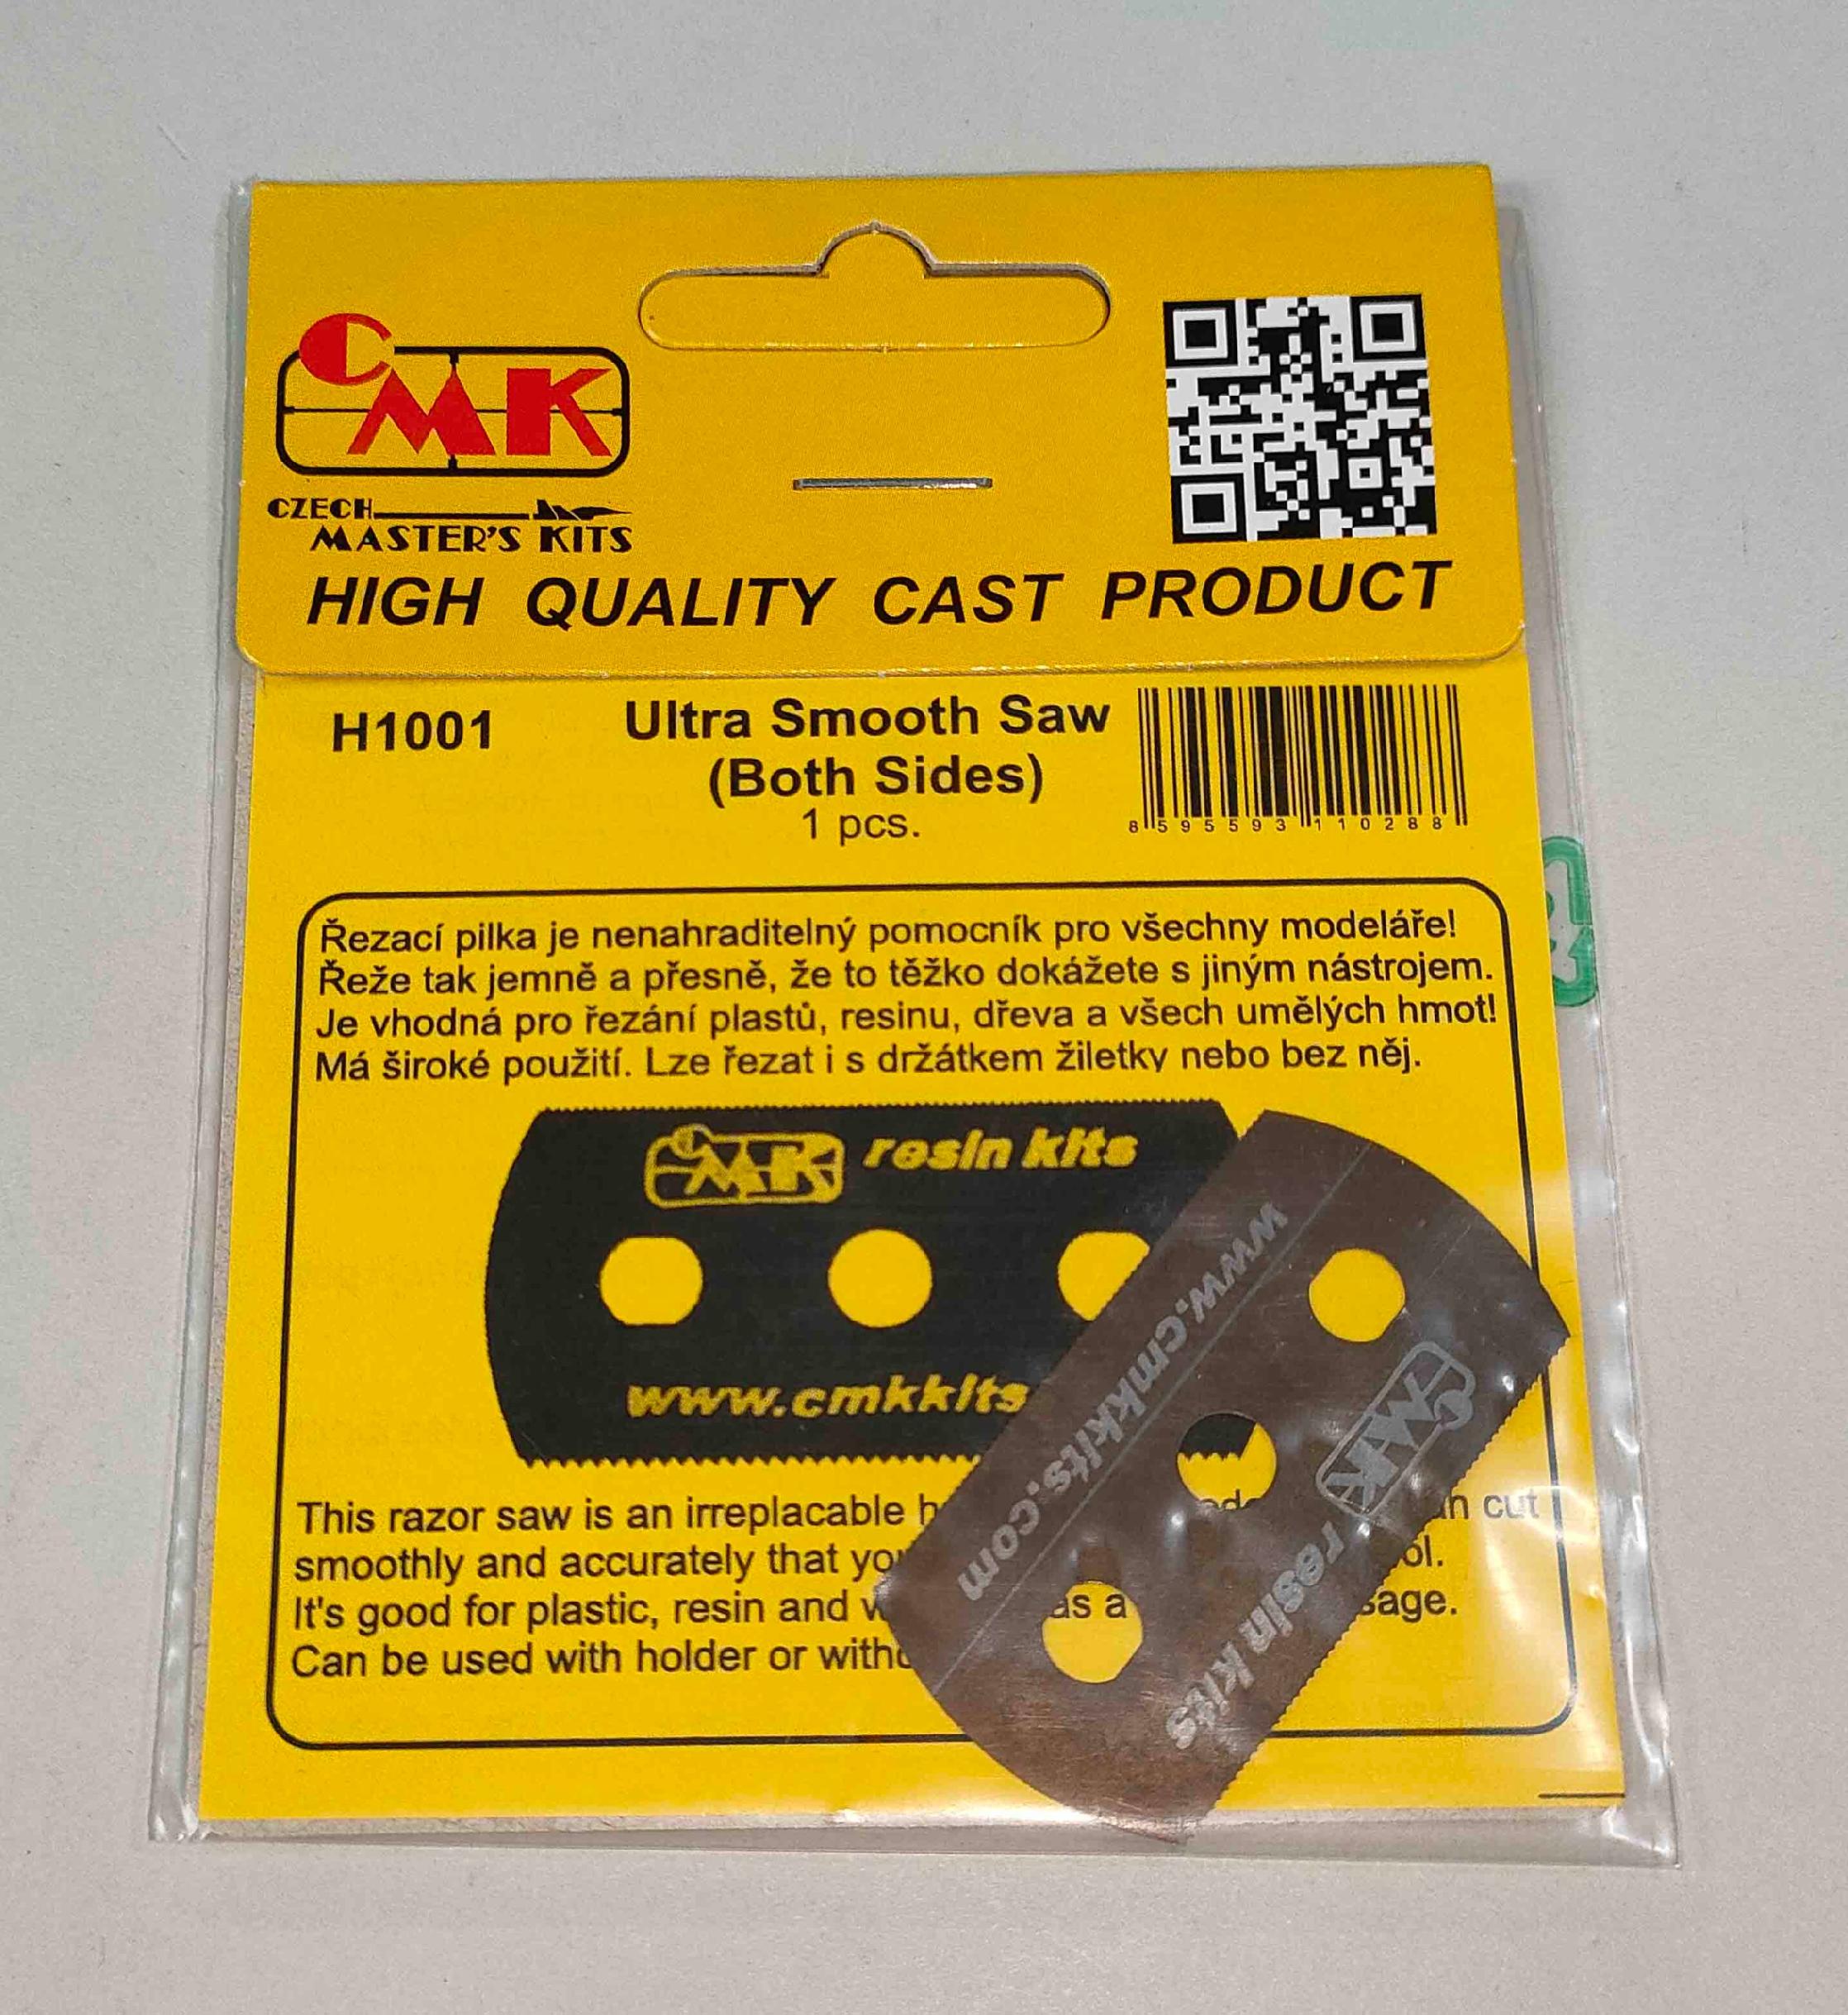 CMK
CZECH
MASTER'S KITS
HIGH QUALITY CAST PRODUCT
H1001
Ultra Smooth Saw
(Both Sides)
1 pcs.
8 595593 110288
Řezací pilka je nenahraditelný pomocník pro všechny modeláře!
Řeže tak jemně a přesně, že to těžko dokážete s jiným nástrojem.
Je vhodná pro řezání plastů, resinu, dřeva a všech umělých hmot!
Má široké použití. Lze řezat i s držátkem žiletky nebo bez něj.
CMK resin kits
www.cmkkits
www.cmkkits.com
CMK resin kits
This razor saw is an irreplacable cut
smoothly and accurately that
It's good for plastic, resin and as a
Can be used with holder or